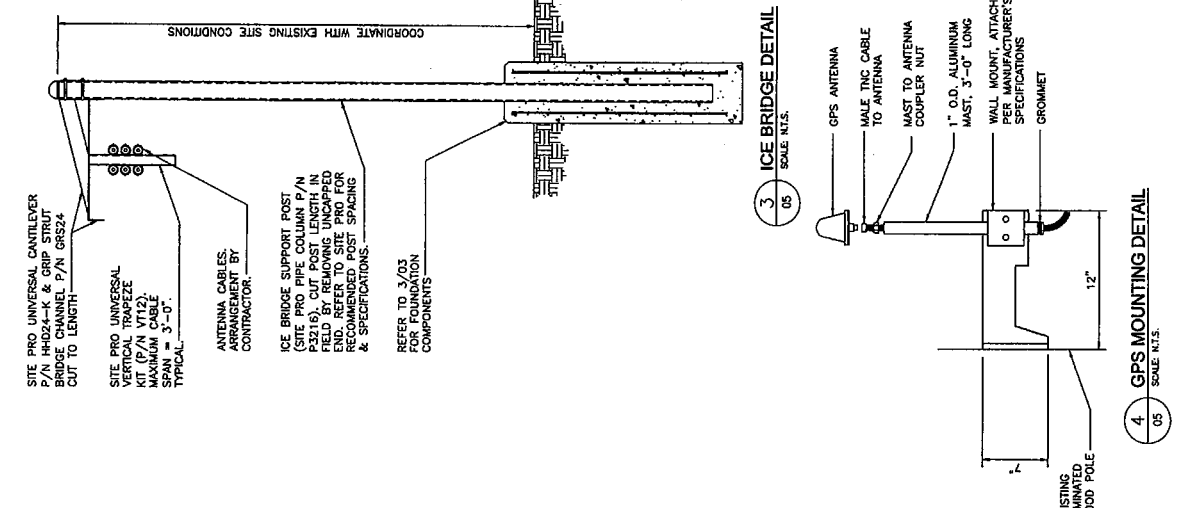 SITE PRO UNIVERSAL CANTILEVER
P/N HHD24-K & GRIP STRUT
BRIDGE CHANNEL P/N GRS24
CUT TO LENGTH
SITE PRO UNIVERSAL
VERTICAL TRAPEZE
KIT (P/N VT12).
MAXIMUM CABLE
SPAN = 3'-0".
TYPICAL.
ANTENNA CABLES.
ARRANGEMENT BY
CONTRACTOR.
ICE BRIDGE SUPPORT POST
(SITE PRO PIPE COLUMN P/N
P3216). CUT POST LENGTH IN
FIELD BY REMOVING UNCAPPED
END. REFER TO SITE PRO FOR
RECOMMENDED POST SPACING
& SPECIFICATIONS.
REFER TO 3/03
FOR FOUNDATION
COMPONENTS
COORDINATE WITH EXISTING SITE CONDITIONS
3
05
ICE BRIDGE DETAIL
SCALE: N.T.S.
GPS ANTENNA
MALE TNC CABLE
TO ANTENNA
MAST TO ANTENNA
COUPLER NUT
1" O.D. ALUMINUM
MAST, 3'-0" LONG
WALL MOUNT, ATTACH
PER MANUFACTURER'S
SPECIFICATIONS
GROMMET
12"
7"
ISTING
MINATED
OD POLE
4
05
GPS MOUNTING DETAIL
SCALE: N.T.S.